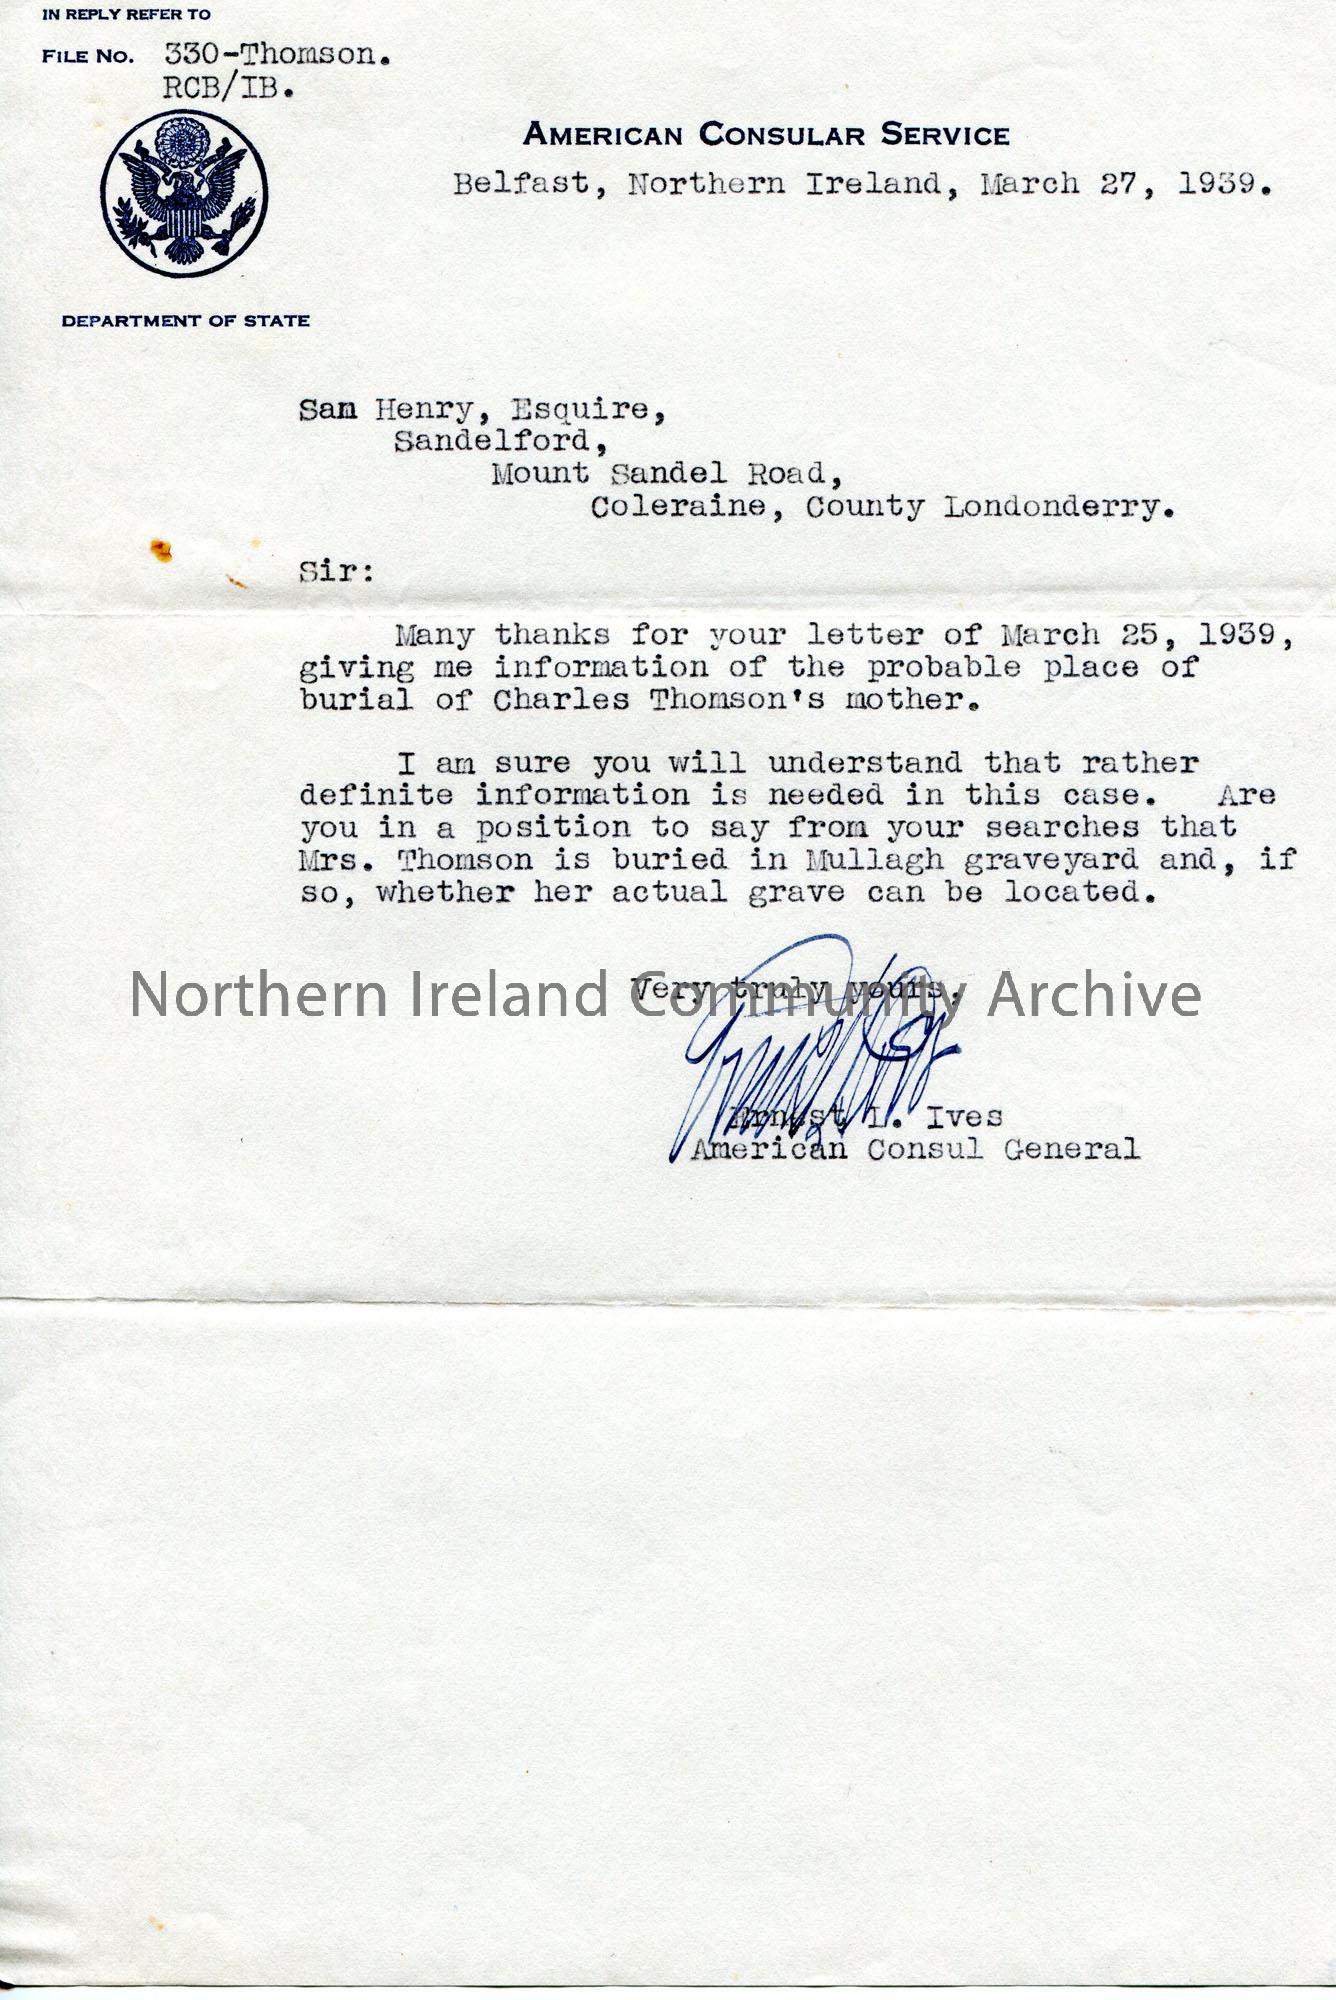 IN REPLY REFER TO
FILE NO. 330-Thomson.
RCB/IB.
AMERICAN CONSULAR SERVICE
Belfast, Northern Ireland, March 27, 1939.
DEPARTMENT OF STATE
Sam Henry, Esquire,
Sandelford,
Mount Sandel Road,
Coleraine, County Londonderry.
Sir:
Many thanks for your letter of March 25, 1939,
giving me information of the probable place of
burial of Charles Thomson's mother.
I am sure you will understand that rather
definite information is needed in this case. Are
you in a position to say from your searches that
Mrs. Thomson is buried in Mullagh graveyard and, if
so, whether her actual grave can be located.
Very truly yours,
Northern Ireland Community Archive
Ernest L. Ives
American Consul General